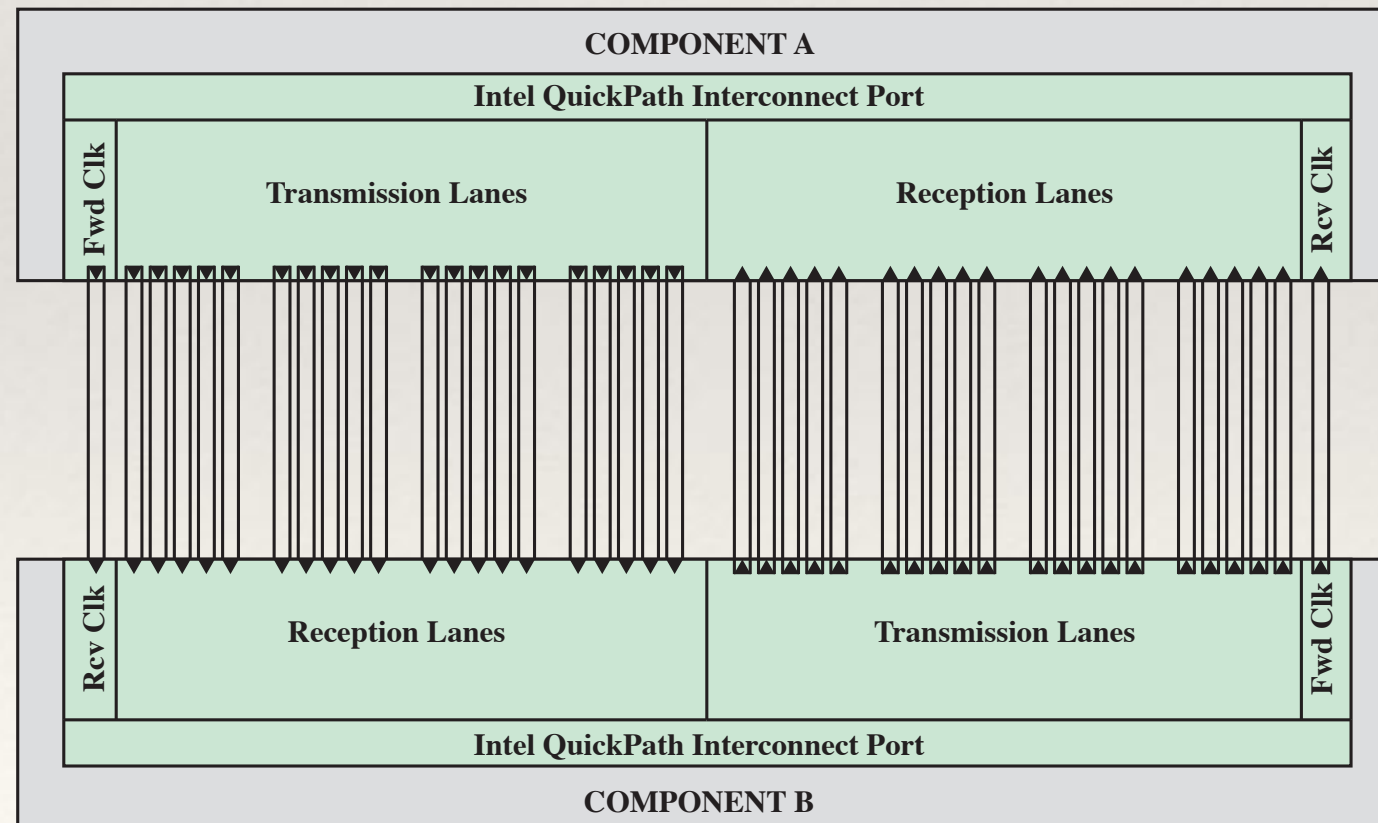 COMPONENT A
Intel QuickPath Interconnect Port
Fwd Clk
Transmission Lanes
Reception Lanes
Rcv Clk
Rcv Clk
Reception Lanes
Transmission Lanes
Fwd Clk
Intel QuickPath Interconnect Port
COMPONENT B